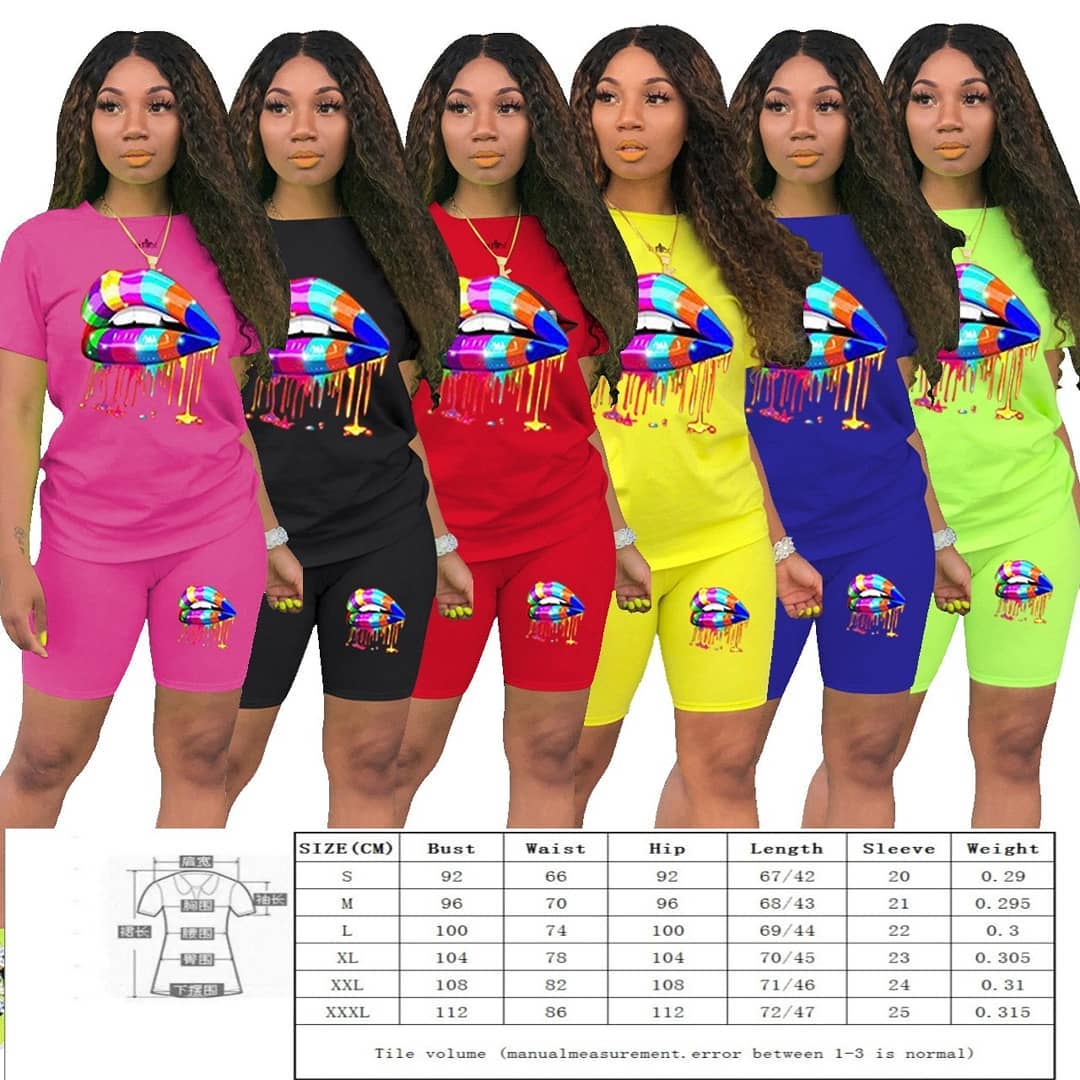 肩宽
袖长
胸围
裙长
腰围
臀围
下摆围
SIZE(CM) Bust Waist Hip Length Sleeve Weight
S 92 66 92 67/42 20 0.29
M 96 70 96 68/43 21 0.295
L 100 74 100 69/44 22 0.3
XL 104 78 104 70/45 23 0.305
XXL 108 82 108 71/46 24 0.31
XXXL 112 86 112 72/47 25 0.315
Tile volume (manualmeasurement.error between 1-3 is normal)